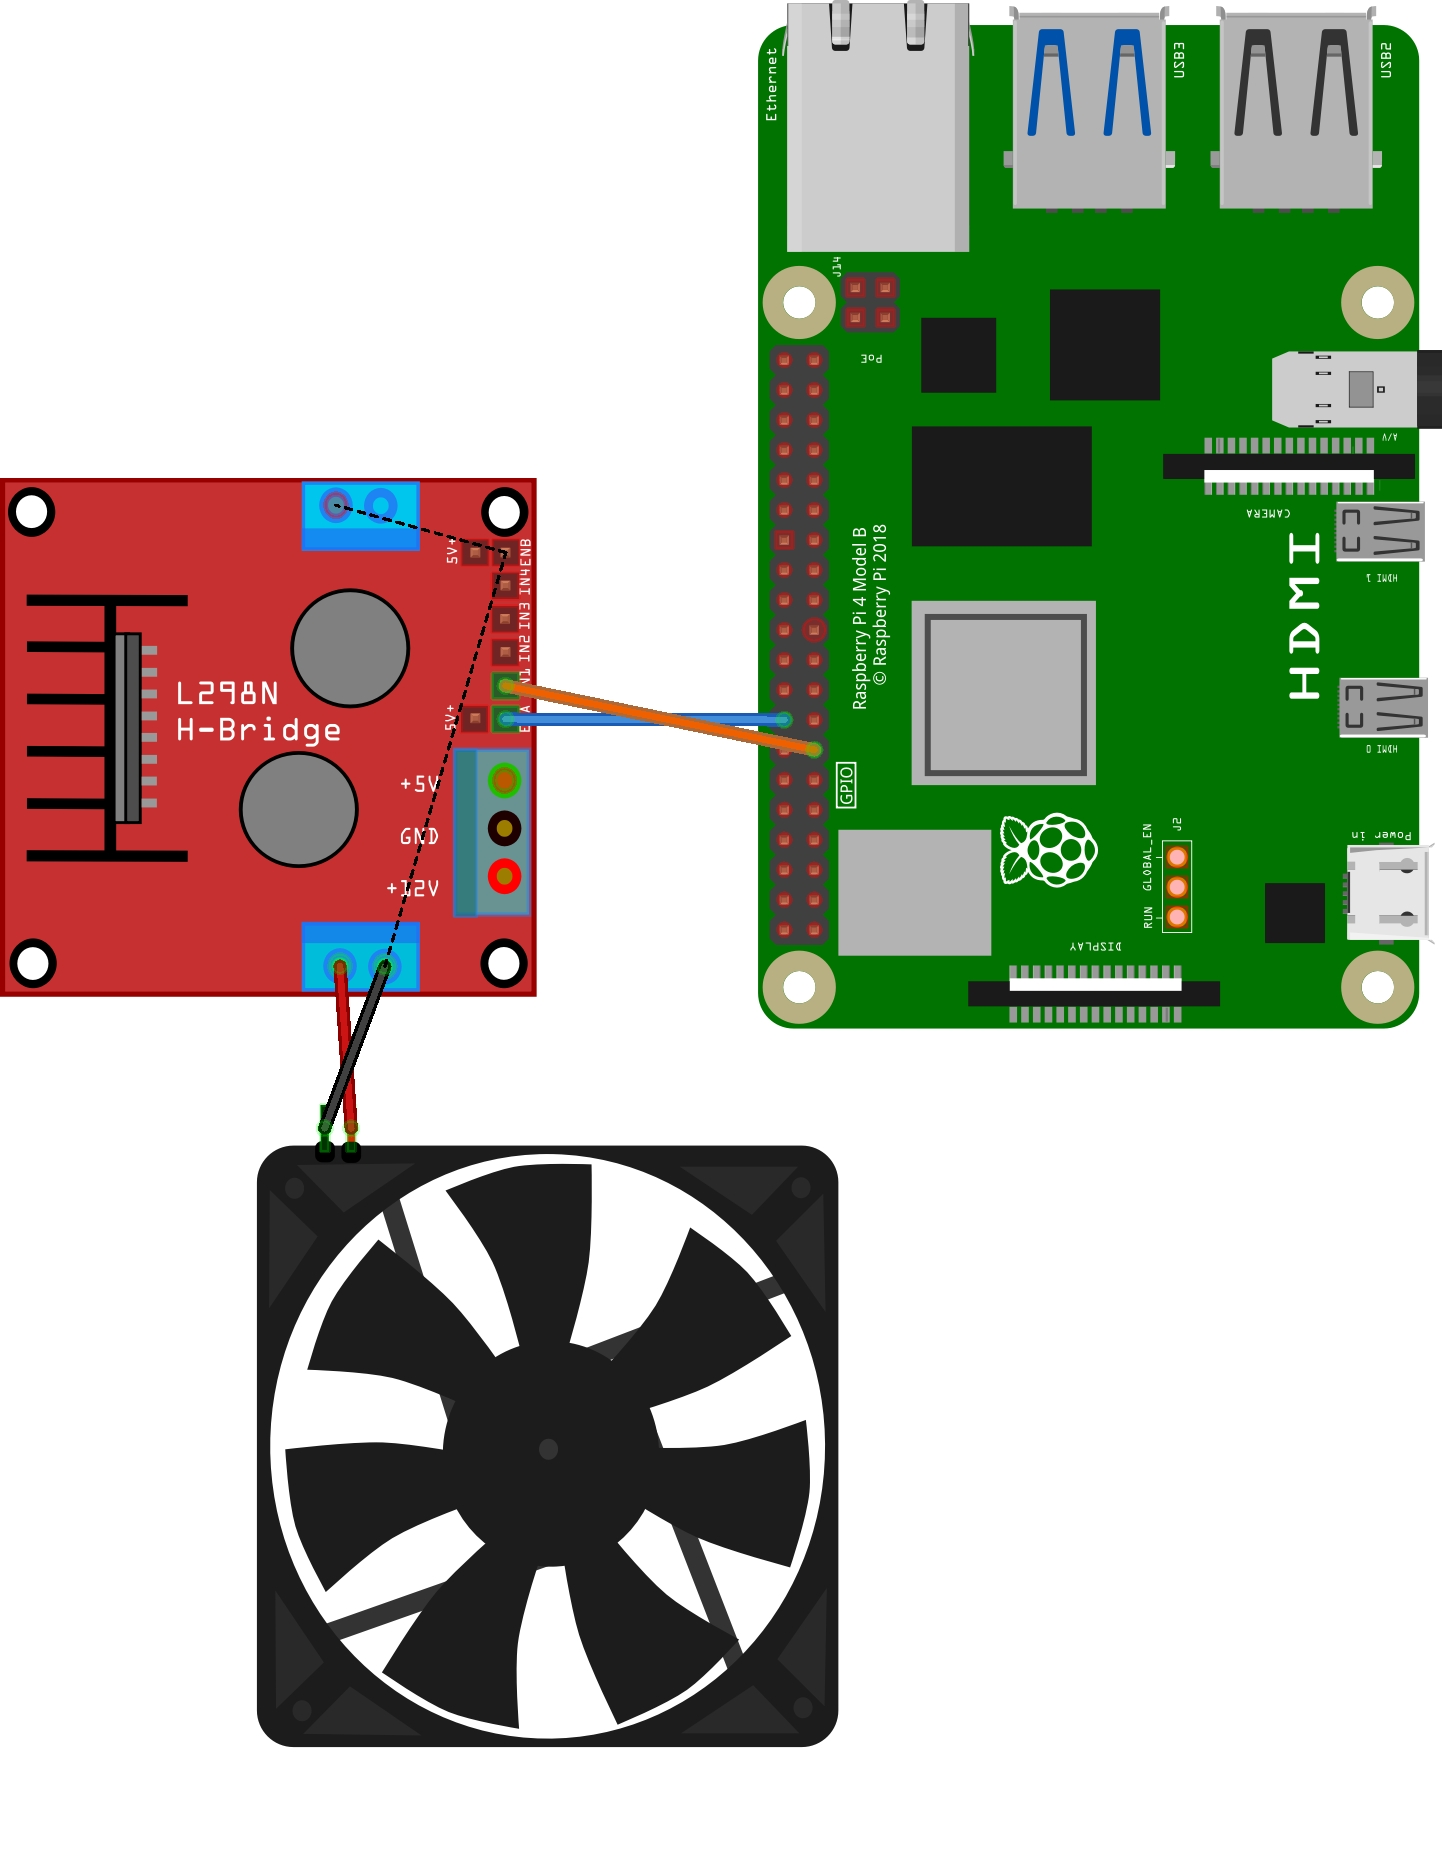 Ethernet
USB3
USB2
J14
PoE
A/V
CAMERA
HDMI 1
HDMI
HDMI 0
Raspberry Pi 4 Model B
© Raspberry Pi 2018
GPIO
J2
GLOBAL_EN
RUN
Power in
DISPLAY
5V+
ENB
IN4
IN3
IN2
5V+
L298N
H-Bridge
+5V
GND
+12V